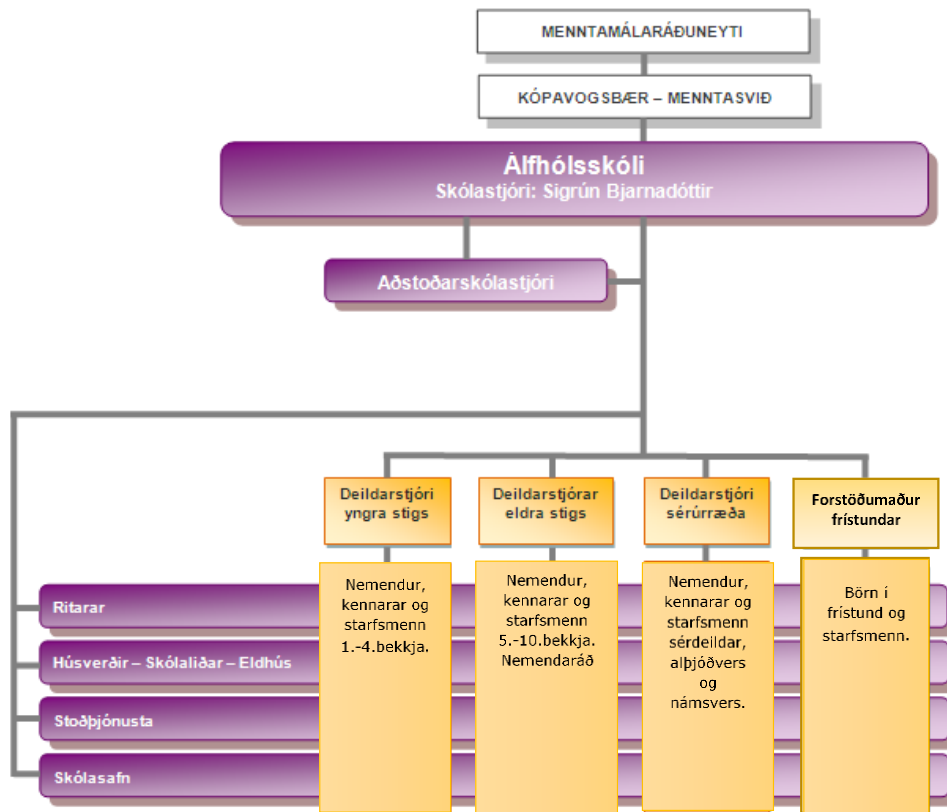 MENNTAMÁLARÁÐUNEYTI
KÓPAVOGSBÆR – MENNTASVIÐ
Álfhólsskóli
Skólastjóri: Sigrún Bjarnadóttir
Aðstoðarskólastjóri
Deildarstjóri
yngra stigs
Deildarstjórar
eldra stigs
Deildarstjóri
sérúrræða
Forstöðumaður
frístundar
Nemendur,
kennarar og
starfsmenn
1.-4.bekkja.
Nemendur,
kennarar og
starfsmenn
5.-10.bekkja.
Nemendaráð
Nemendur,
kennarar og
starfsmenn
sérdeildar,
alþjóðvers
og
námsvers.
Börn í
frístund og
starfsmenn.
Ritarar
Húsverðir – Skólaliðar – Eldhús
Stoðþjónusta
Skólasafn